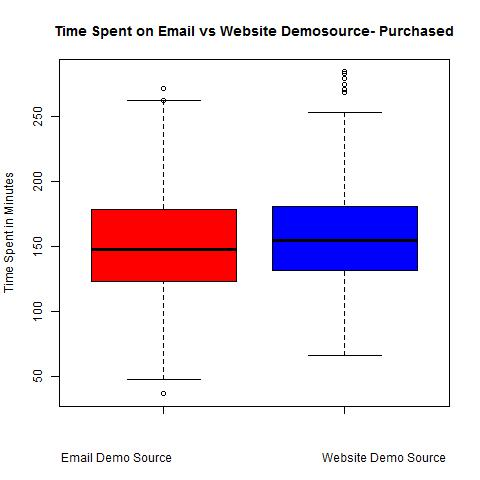 Time Spent on Email vs Website Demosource- Purchased
Time Spent in Minutes
250
200
150
100
50
Email Demo Source
Website Demo Source